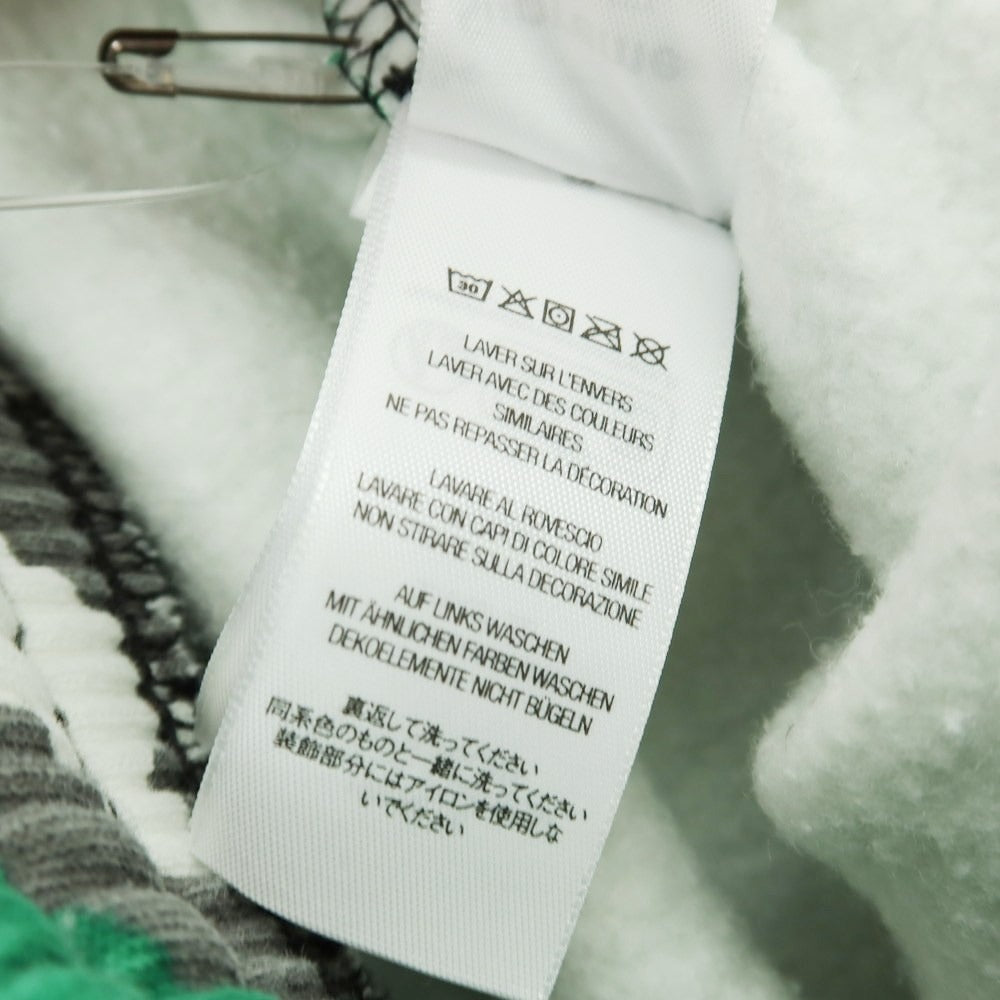 30
LAVER SUR L'ENVERS
LAVER AVEC DES COULEURS
SIMILAIRES
NE PAS REPASSER LA DÉCORATION
LAVARE AL ROVESCIO
LAVARE CON CAPI DI COLORE SIMILE
NON STIRARE SULLA DECORAZIONE
AUF LINKS WASCHEN
MIT ÄHNLICHEN FARBEN WASCHEN
DEKOELEMENTE NICHT BÜGELN
裏返して洗ってください
同系色のものと一緒に洗ってください
装飾部分にはアイロンを使用しな
いでください